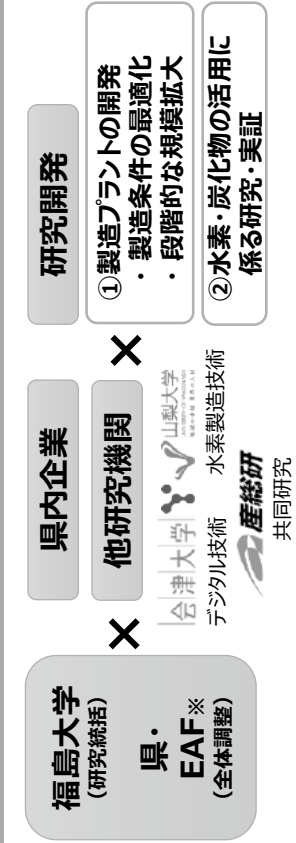 福島大学
(研究統括)
県・
EAF※
(全体調整)
×
県内企業
他研究機関
会津大学
デジタル技術
山梨大学
水素製造技術
産総研
共同研究
×
研究開発
①製造プラントの開発
・製造条件の最適化
・段階的な規模拡大
②水素・炭化物の活用に
係る研究・実証